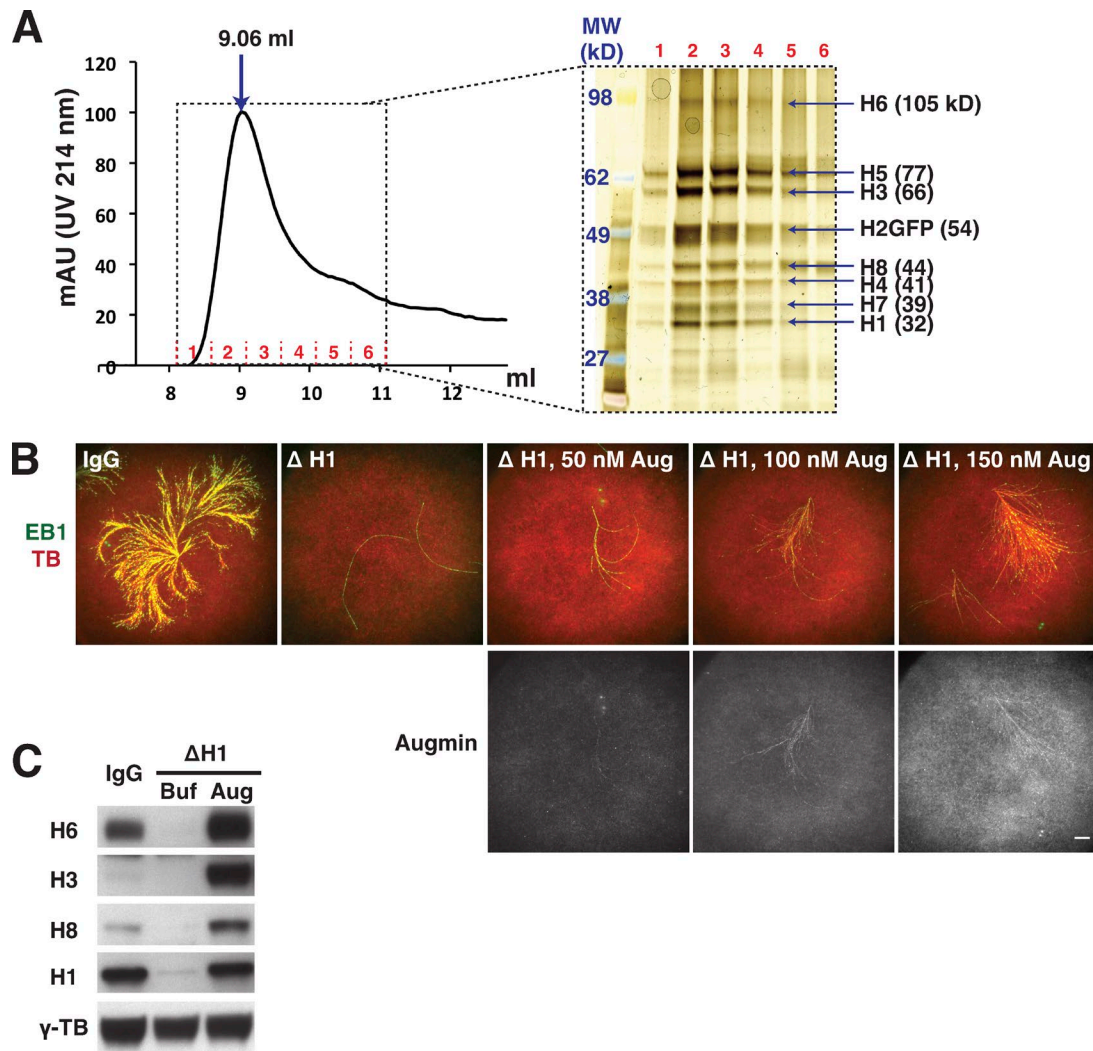 A
9.06 ml
120
100
80
60
40
20
0
mAU (UV 214 nm)
1 2 3 4 5 6
8 9 10 11 12
ml
MW
(kD)
1 2 3 4 5 6
98
62
49
38
27
H6 (105 kD)
H5 (77)
H3 (66)
H2GFP (54)
H8 (44)
H4 (41)
H7 (39)
H1 (32)
B
EB1
TB
IgG
Δ H1
Δ H1, 50 nM Aug
Δ H1, 100 nM Aug
Δ H1, 150 nM Aug
Augmin
C
IgG
ΔH1
Buf Aug
H6
H3
H8
H1
γ-TB